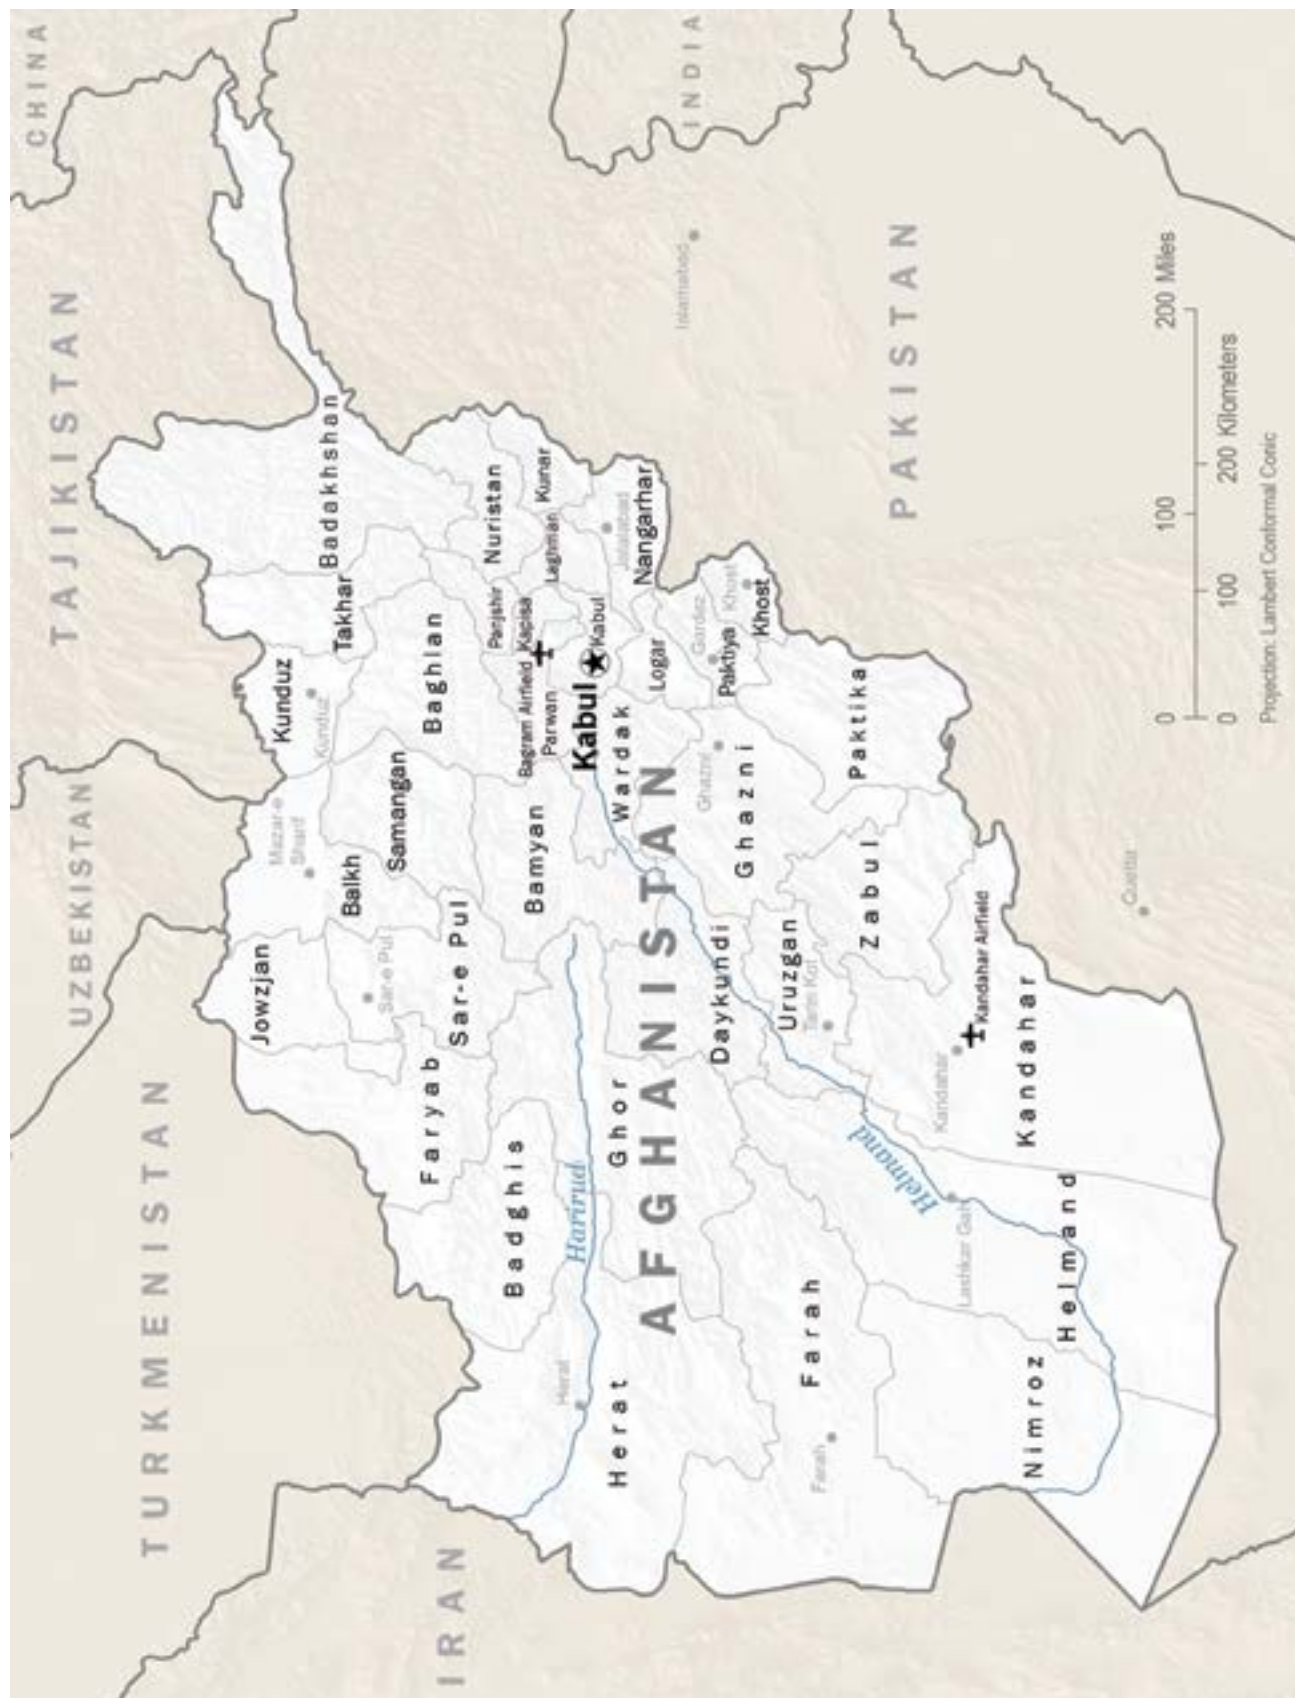 UZBEKISTAN
TAJIKISTAN
CHINA
TURKMENISTAN
Jowzjan
Mazar-e
Sharif
Kunduz
Kunduz
Takhar
Badakhshan
Balkh
Sar-e Pul
Samangan
Faryab
Sar-e Pul
Baghlan
IRAN
Badghis
Bamyan
Panjshir
Nuristan
Bagram Airfield
Kapisa
Parwan
Laghman
Kunar
Harirud
Herat
Kabul
Kabul
Herat
Ghor
Wardak
Jalalabad
Nangarhar
Logar
AFGHANISTAN
Islamabad
INDIA
Daykundi
Ghazni
Ghazni
Gardez
Paktiya
Khost
Khost
Uruzgan
Tarin Kot
Farah
Farah
Zabul
Paktika
Helmand
PAKISTAN
Kandahar
Kandahar Airfield
Lashkar Gah
Kandahar
Nimroz
Helmand
Quetta
0 100 200 Miles
0 100 200 Kilometers
Projection: Lambert Conformal Conic